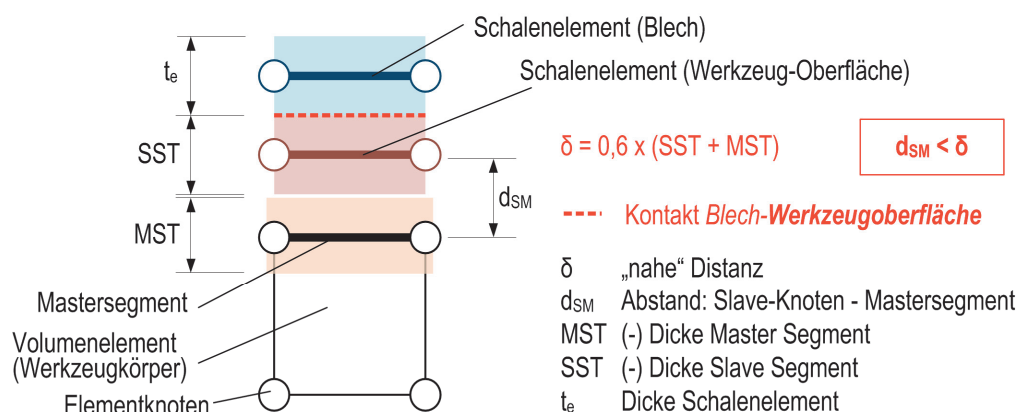 Schalenelement (Blech)
tₑ
Schalenelement (Werkzeug-Oberfläche)
SST
δ = 0,6 x (SST + MST)
d_SM < δ
d_SM
Kontakt Blech-Werkzeugoberfläche
MST
δ „nahe“ Distanz
Mastersegment
d_SM Abstand: Slave-Knoten - Mastersegment
Volumenelement
(Werkzeugkörper)
MST (-) Dicke Master Segment
SST (-) Dicke Slave Segment
Elementknoten
tₑ Dicke Schalenelement